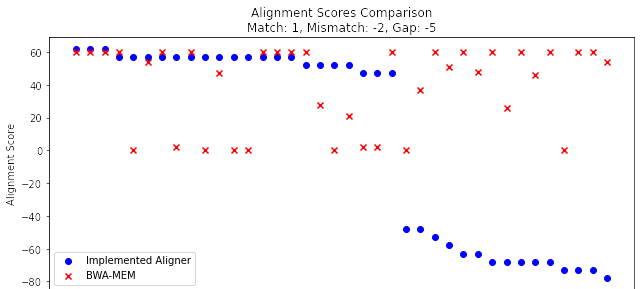 Alignment Scores Comparison
Match: 1, Mismatch: -2, Gap: -5
Alignment Score
60
40
20
0
−20
−40
−60
−80
Implemented Aligner
BWA-MEM